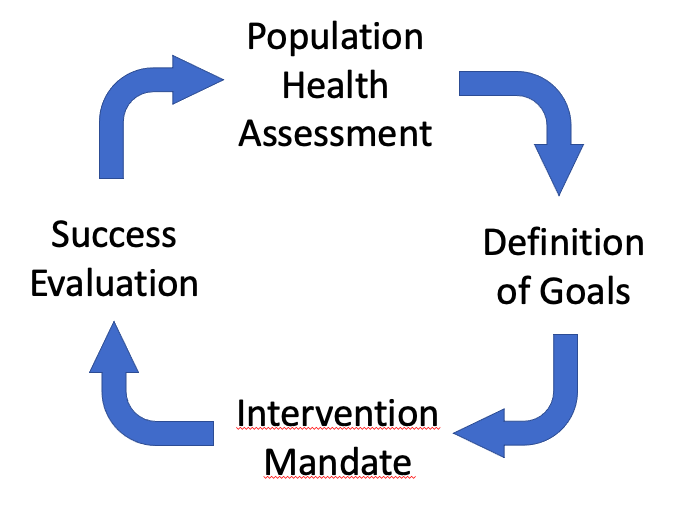 Population
Health
Assessment
Definition
of Goals
Intervention
Mandate
Success
Evaluation